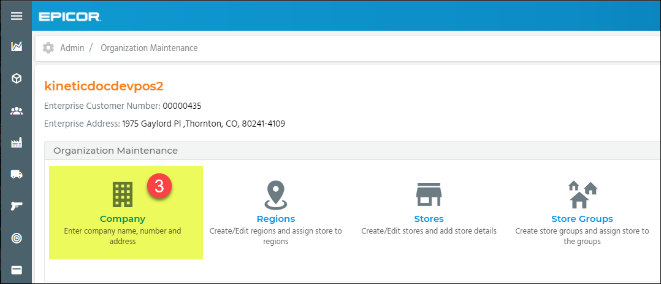 EPICOR
Admin / Organization Maintenance
kineticdocdevpos2
Enterprise Customer Number: 00000435
Enterprise Address: 1975 Gaylord Pl ,Thornton, CO, 80241-4109
Organization Maintenance
3
Company
Enter company name, number and
address
Regions
Create/Edit regions and assign store to
regions
Stores
Create/Edit stores and add store details
Store Groups
Create store groups and assign store to
the groups